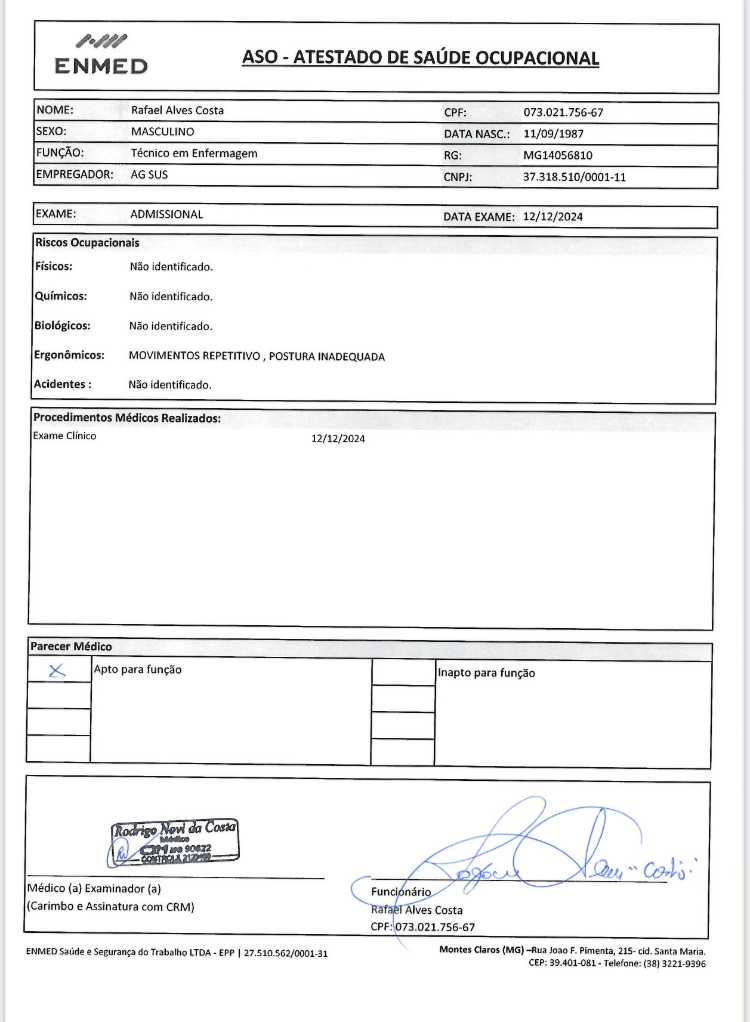 ENMED
ASO - ATESTADO DE SAÚDE OCUPACIONAL
NOME: Rafael Alves Costa CPF: 073.021.756-67
SEXO: MASCULINO DATA NASC.: 11/09/1987
FUNÇÃO: Técnico em Enfermagem RG: MG14056810
EMPREGADOR: AG SUS CNPJ: 37.318.510/0001-11
EXAME: ADMISSIONAL DATA EXAME: 12/12/2024
Riscos Ocupacionais
Físicos: Não identificado.
Químicos: Não identificado.
Biológicos: Não identificado.
Ergonômicos: MOVIMENTOS REPETITIVO , POSTURA INADEQUADA
Acidentes : Não identificado.
Procedimentos Médicos Realizados:
Exame Clínico 12/12/2024
Parecer Médico
X Apto para função Inapto para função
Rodrigo Novi da Costa
Médico
90822
Costa
Médico (a) Examinador (a)
(Carimbo e Assinatura com CRM)
Funcionário
Rafael Alves Costa
CPF: 073.021.756-67
ENMED Saúde e Segurança do Trabalho LTDA - EPP | 27.510.562/0001-31
Montes Claros (MG) –Rua Joao F. Pimenta, 215- cid. Santa Maria.
CEP: 39.401-081 - Telefone: (38) 3221-9396